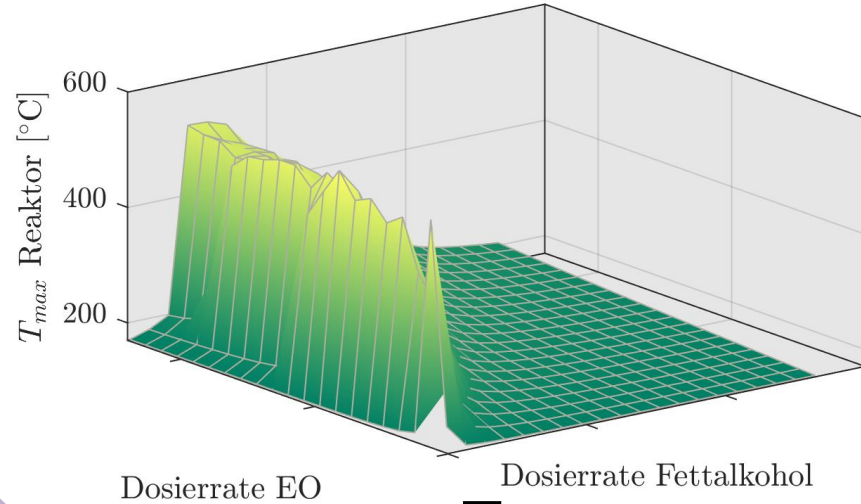 600
400
200
T_max Reaktor [°C]
Dosierrate EO
Dosierrate Fettalkohol